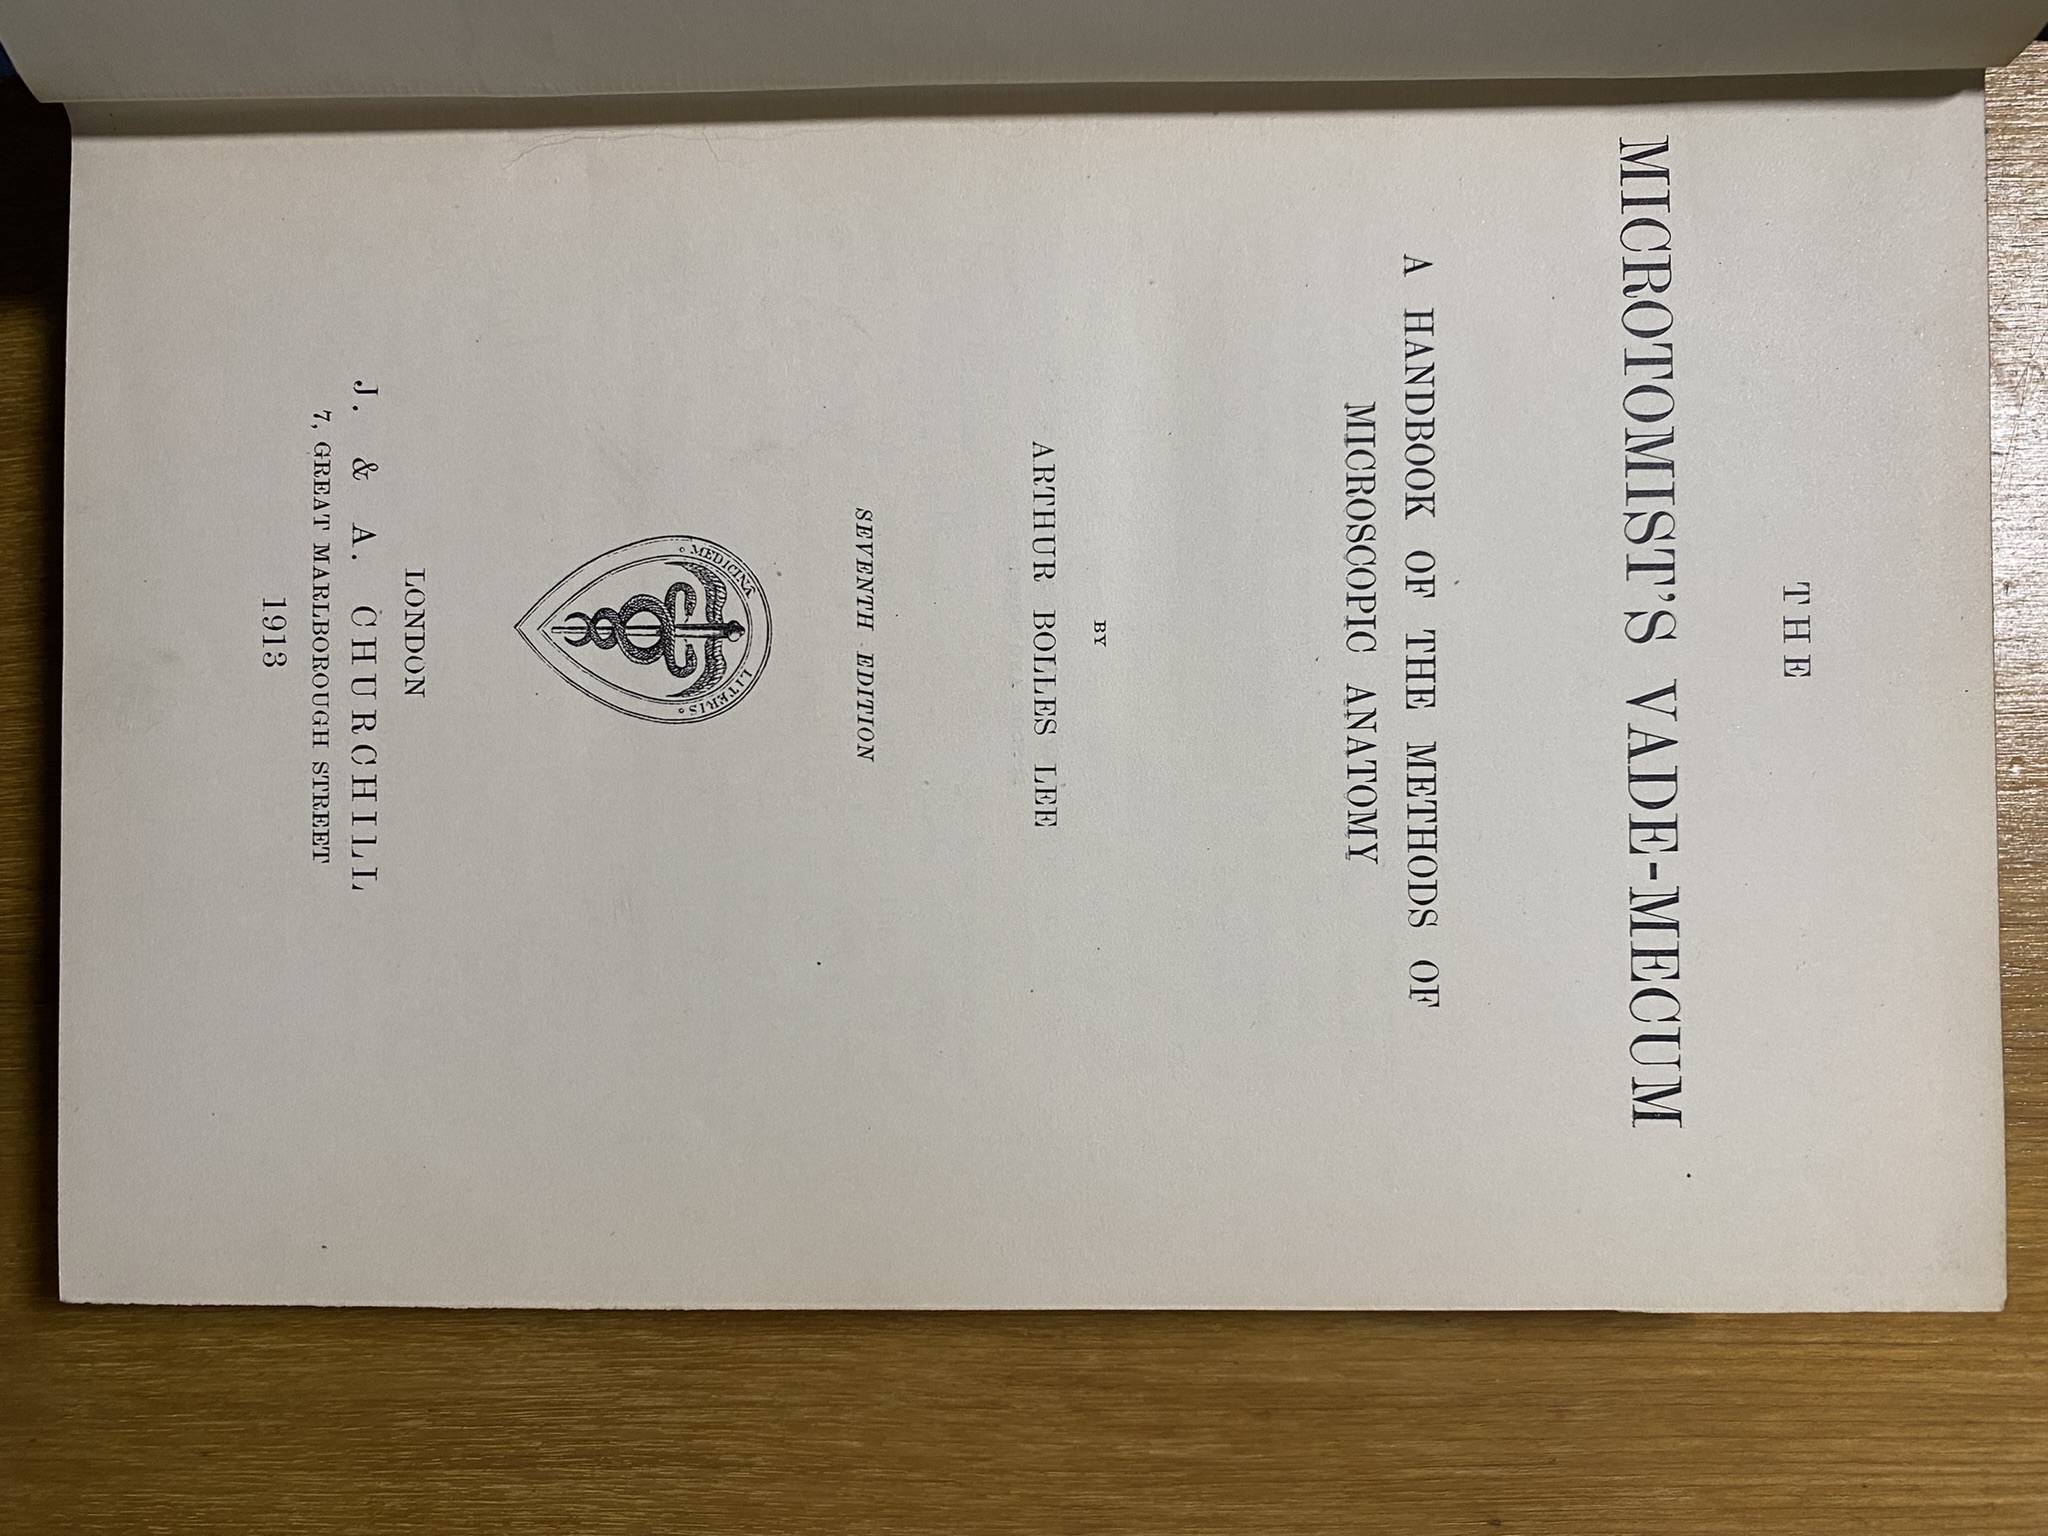 THE
MICROTOMIST'S VADE-MECUM
A HANDBOOK OF THE METHODS OF
MICROSCOPIC ANATOMY
BY
ARTHUR BOLLES LEE
SEVENTH EDITION
MEDICINA LITERIS
LONDON
J. & A. CHURCHILL
7, GREAT MARLBOROUGH STREET
1913